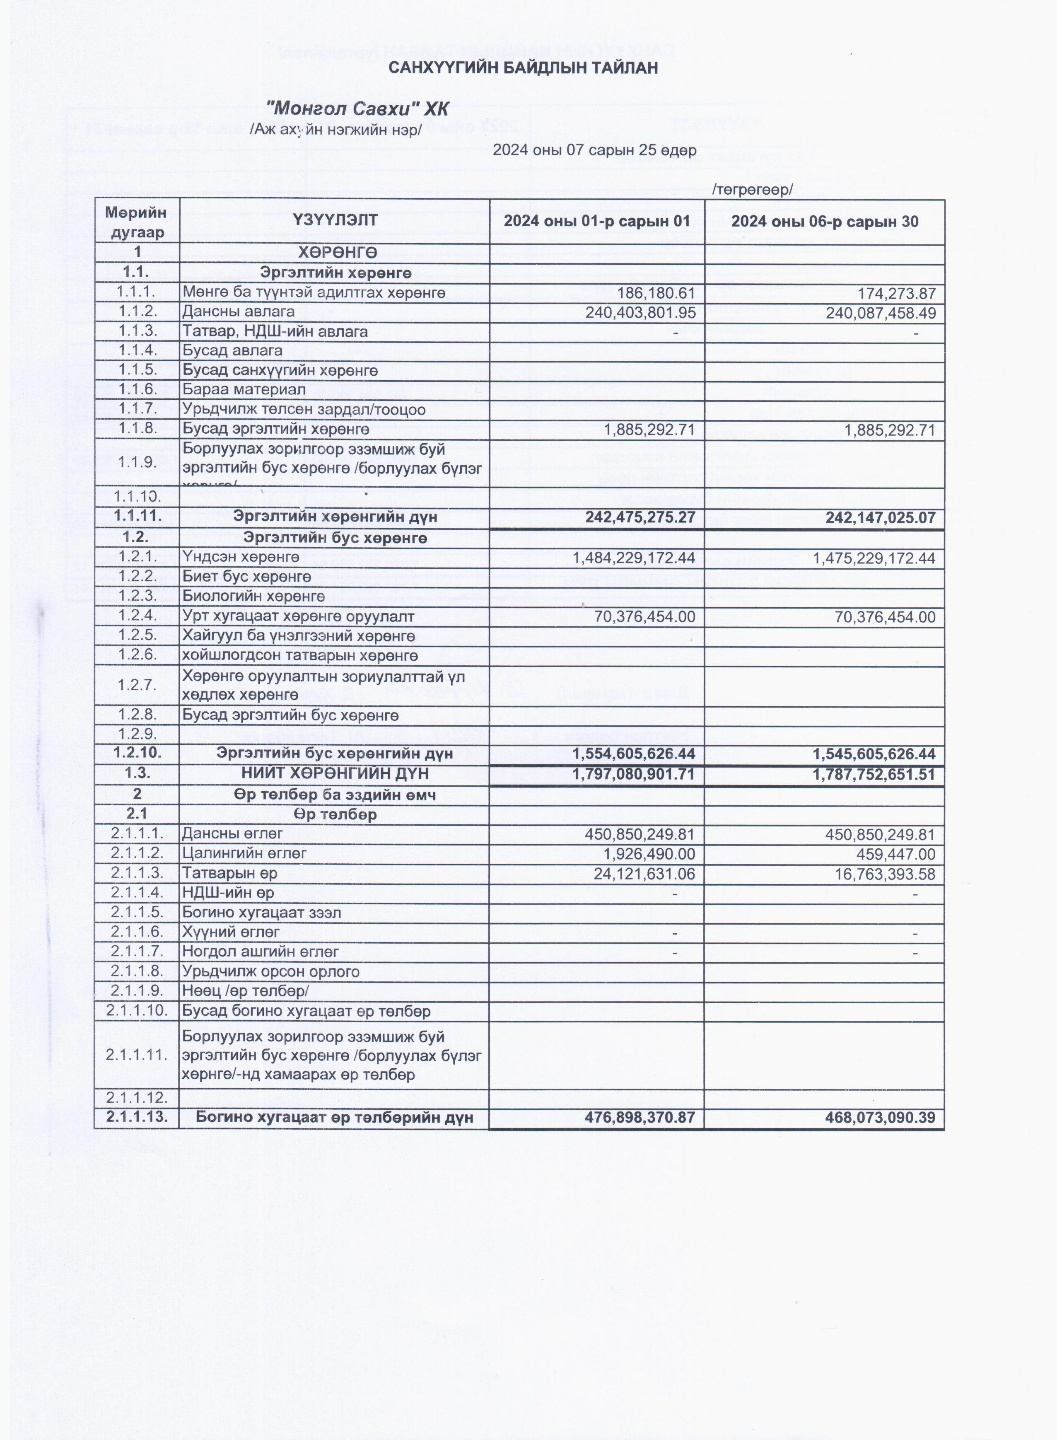 САНХҮҮГИЙН БАЙДЛЫН ТАЙЛАН
"Монгол Савхи" ХК
/Аж ахуйн нэгжийн нэр/
2024 оны 07 сарын 25 өдөр
/төгрөгөөр/
Мөрийн дугаар ҮЗҮҮЛЭЛТ 2024 оны 01-р сарын 01 2024 оны 06-р сарын 30
1 ХӨРӨНГӨ
1.1. Эргэлтийн хөрөнгө
1.1.1. Мөнгө ба түүнтэй адилтгах хөрөнгө 186,180.61 174,273.87
1.1.2. Дансны авлага 240,403,801.95 240,087,458.49
1.1.3. Татвар, НДШ-ийн авлага - -
1.1.4. Бусад авлага
1.1.5. Бусад санхүүгийн хөрөнгө
1.1.6. Бараа материал
1.1.7. Урьдчилж төлсөн зардал/тооцоо
1.1.8. Бусад эргэлтийн хөрөнгө 1,885,292.71 1,885,292.71
1.1.9. Борлуулах зорилгоор эзэмшиж буй
эргэлтийн бус хөрөнгө /борлуулах бүлэг
1.1.10.
1.1.11. Эргэлтийн хөрөнгийн дүн 242,475,275.27 242,147,025.07
1.2. Эргэлтийн бус хөрөнгө
1.2.1. Үндсэн хөрөнгө 1,484,229,172.44 1,475,229,172.44
1.2.2. Биет бус хөрөнгө
1.2.3. Биологийн хөрөнгө
1.2.4. Урт хугацаат хөрөнгө оруулалт 70,376,454.00 70,376,454.00
1.2.5. Хайгуул ба үнэлгээний хөрөнгө
1.2.6. хойшлогдсон татварын хөрөнгө
1.2.7. Хөрөнгө оруулалтын зориулалттай үл
хөдлөх хөрөнгө
1.2.8. Бусад эргэлтийн бус хөрөнгө
1.2.9.
1.2.10. Эргэлтийн бус хөрөнгийн дүн 1,554,605,626.44 1,545,605,626.44
1.3. НИЙТ ХӨРӨНГИЙН ДҮН 1,797,080,901.71 1,787,752,651.51
2 Өр төлбөр ба эздийн өмч
2.1 Өр төлбөр
2.1.1.1. Дансны өглөг 450,850,249.81 450,850,249.81
2.1.1.2. Цалингийн өглөг 1,926,490.00 459,447.00
2.1.1.3. Татварын өр 24,121,631.06 16,763,393.58
2.1.1.4. НДШ-ийн өр - -
2.1.1.5. Богино хугацаат зээл
2.1.1.6. Хүүний өглөг - -
2.1.1.7. Ногдол ашгийн өглөг - -
2.1.1.8. Урьдчилж орсон орлого
2.1.1.9. Нөөц /өр төлбөр/
2.1.1.10. Бусад богино хугацаат өр төлбөр
2.1.1.11. Борлуулах зорилгоор эзэмшиж буй
эргэлтийн бус хөрөнгө /борлуулах бүлэг
хөрнгө/-нд хамаарах өр төлбөр
2.1.1.12.
2.1.1.13. Богино хугацаат өр төлбөрийн дүн 476,898,370.87 468,073,090.39